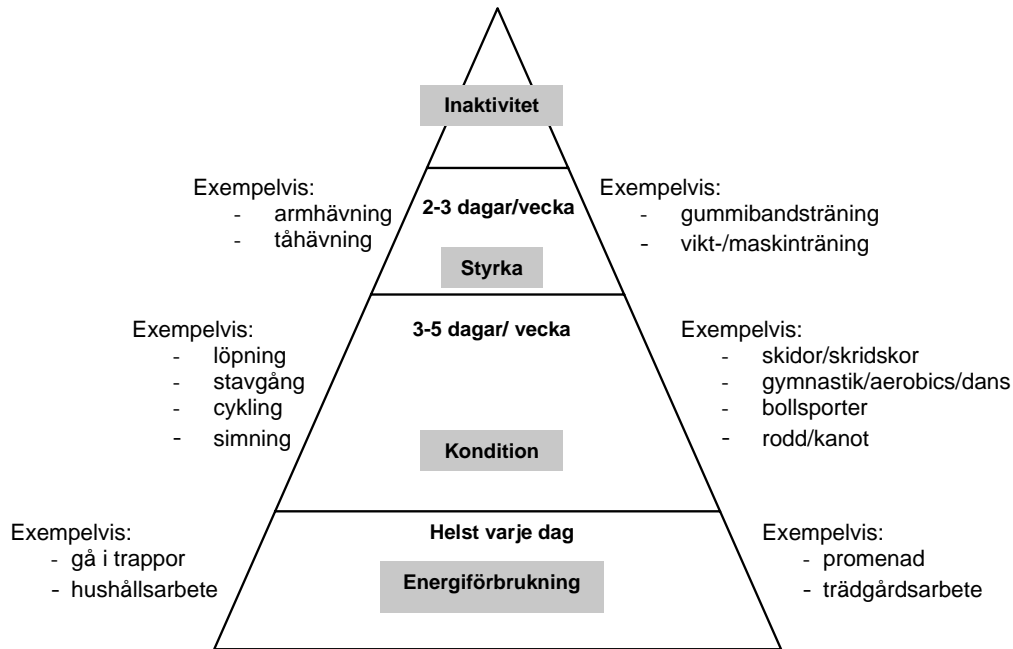 Inaktivitet
Exempelvis:
- armhävning
- tåhävning
2-3 dagar/vecka
Styrka
Exempelvis:
- gummibandsträning
- vikt-/maskinträning
Exempelvis:
- löpning
- stavgång
- cykling
- simning
3-5 dagar/ vecka
Kondition
Exempelvis:
- skidor/skridskor
- gymnastik/aerobics/dans
- bollsporter
- rodd/kanot
Exempelvis:
- gå i trappor
- hushållsarbete
Helst varje dag
Energiförbrukning
Exempelvis:
- promenad
- trädgårdsarbete